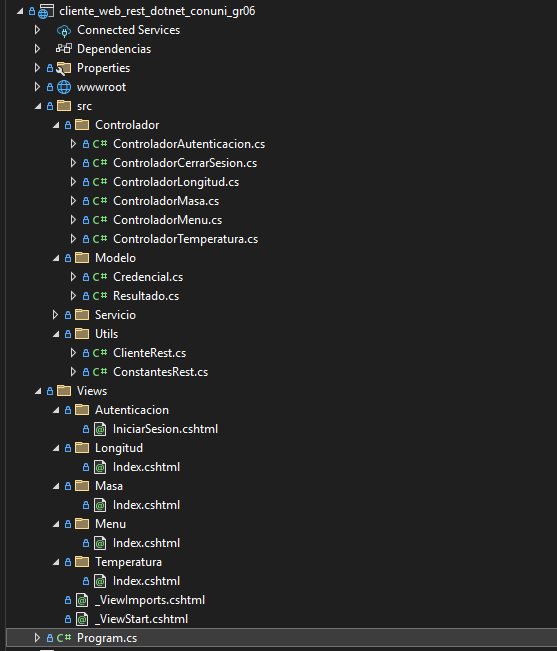 cliente_web_rest_dotnet_conuni_gr06
Connected Services
Dependencias
Properties
wwwroot
src
Controlador
C# ControladorAutenticacion.cs
C# ControladorCerrarSesion.cs
C# ControladorLongitud.cs
C# ControladorMasa.cs
C# ControladorMenu.cs
C# ControladorTemperatura.cs
Modelo
C# Credencial.cs
C# Resultado.cs
Servicio
Utils
C# ClienteRest.cs
C# ConstantesRest.cs
Views
Autenticacion
IniciarSesion.cshtml
Longitud
Index.cshtml
Masa
Index.cshtml
Menu
Index.cshtml
Temperatura
Index.cshtml
_ViewImports.cshtml
_ViewStart.cshtml
C# Program.cs